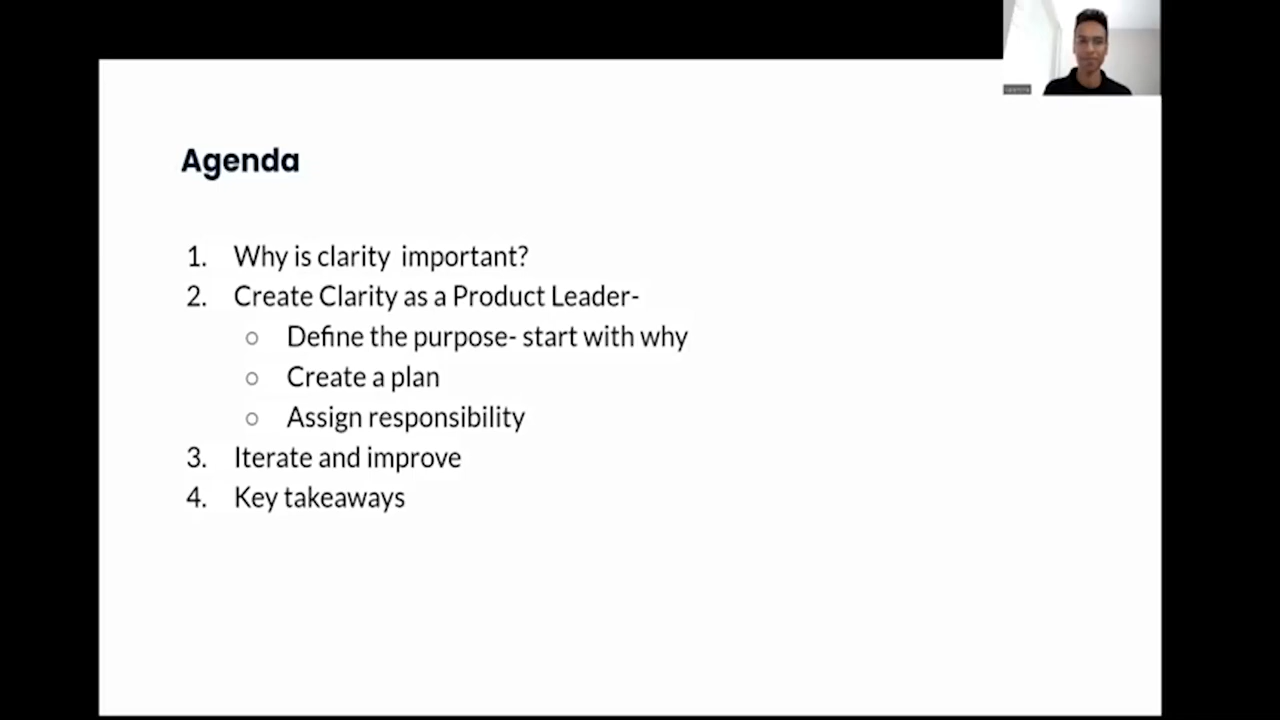 Agenda
1. Why is clarity important?
2. Create Clarity as a Product Leader-
○ Define the purpose- start with why
○ Create a plan
○ Assign responsibility
3. Iterate and improve
4. Key takeaways